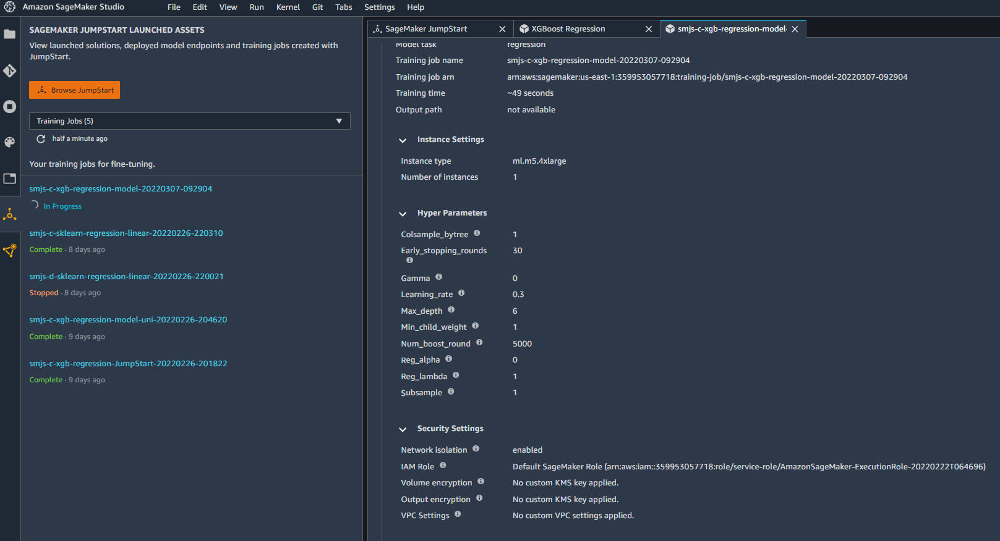 Amazon SageMaker Studio
File Edit View Run Kernel Git Tabs Settings Help
SAGEMAKER JUMPSTART LAUNCHED ASSETS
View launched solutions, deployed model endpoints and training jobs created with
JumpStart.
Browse JumpStart
Training Jobs (5)
half a minute ago
Your training jobs for fine-tuning.
smjs-c-xgb-regression-model-20220307-092904
In Progress
smjs-c-sklearn-regression-linear-20220226-220310
Complete · 8 days ago
smjs-d-sklearn-regression-linear-20220226-220021
Stopped · 8 days ago
smjs-c-xgb-regression-model-uni-20220226-204620
Complete · 9 days ago
smjs-c-xgb-regression-JumpStart-20220226-201822
Complete · 9 days ago
SageMaker JumpStart
XGBoost Regression
smjs-c-xgb-regression-model-
Model task regression
Training job name smjs-c-xgb-regression-model-20220307-092904
Training job arn arn:aws:sagemaker:us-east-1:359953057718:training-job/smjs-c-xgb-regression-model-20220307-092904
Training time ~49 seconds
Output path not available
Instance Settings
Instance type ml.m5.4xlarge
Number of instances 1
Hyper Parameters
Colsample_bytree 1
Early_stopping_rounds 30
Gamma 0
Learning_rate 0.3
Max_depth 6
Min_child_weight 1
Num_boost_round 5000
Reg_alpha 0
Reg_lambda 1
Subsample 1
Security Settings
Network isolation enabled
IAM Role Default SageMaker Role (arn:aws:iam::359953057718:role/service-role/AmazonSageMaker-ExecutionRole-20220222T064696)
Volume encryption No custom KMS key applied.
Output encryption No custom KMS key applied.
VPC Settings No custom VPC settings applied.